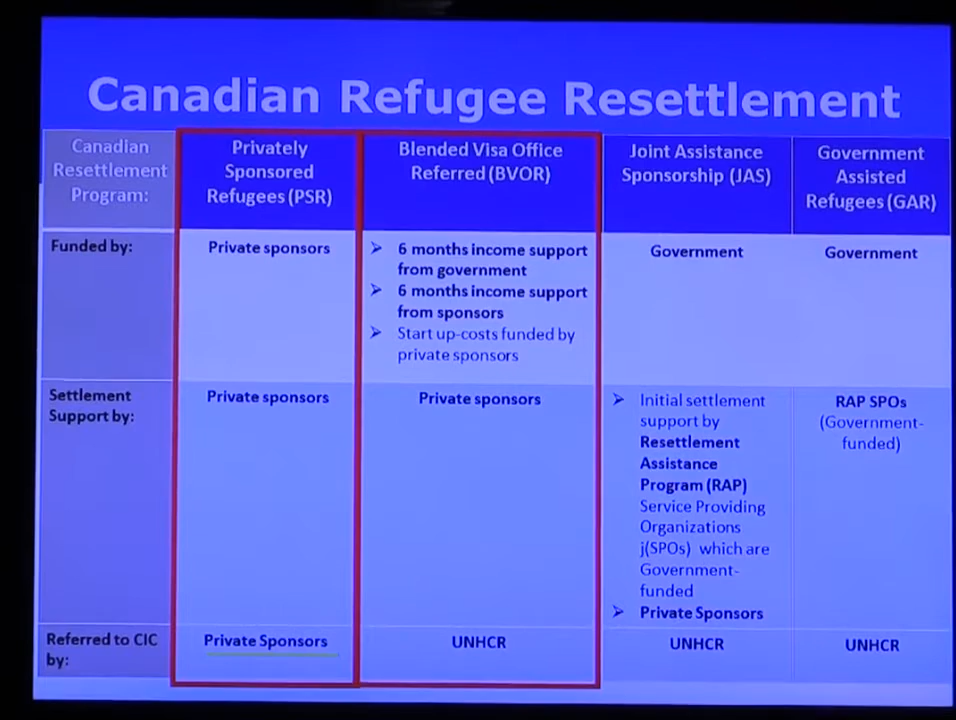 Canadian Refugee Resettlement
Canadian
Resettlement
Program:
Privately
Sponsored
Refugees (PSR)
Blended Visa Office
Referred (BVOR)
Joint Assistance
Sponsorship (JAS)
Government
Assisted
Refugees (GAR)
Funded by:
Private sponsors
➢ 6 months income support
from government
➢ 6 months income support
from sponsors
➢ Start up-costs funded by
private sponsors
Government
Government
Settlement
Support by:
Private sponsors
Private sponsors
➢ Initial settlement
support by
Resettlement
Assistance
Program (RAP)
Service Providing
Organizations
j(SPOs) which are
Government-
funded
➢ Private Sponsors
RAP SPOs
(Government-
funded)
Referred to CIC
by:
Private Sponsors
UNHCR
UNHCR
UNHCR